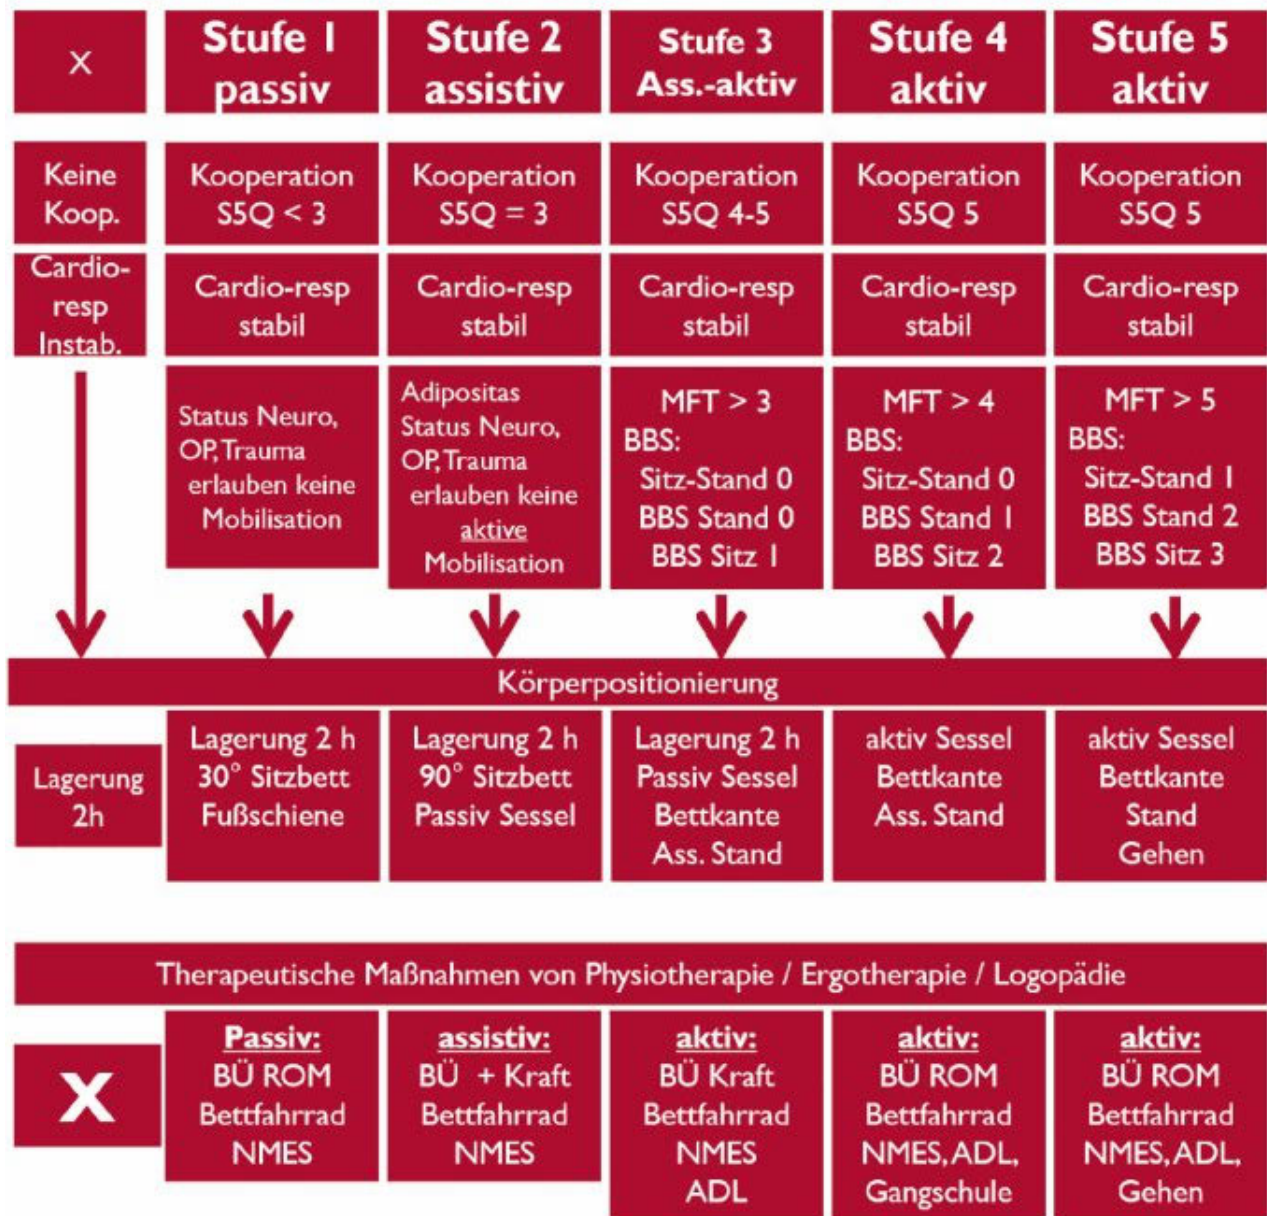 X
Stufe 1
passiv
Stufe 2
assistiv
Stufe 3
Ass.-aktiv
Stufe 4
aktiv
Stufe 5
aktiv
Keine
Koop.
Kooperation
S5Q < 3
Kooperation
S5Q = 3
Kooperation
S5Q 4-5
Kooperation
S5Q 5
Kooperation
S5Q 5
Cardio-
resp
Instab.
Cardio-resp
stabil
Cardio-resp
stabil
Cardio-resp
stabil
Cardio-resp
stabil
Cardio-resp
stabil
Status Neuro,
OP, Trauma
erlauben keine
Mobilisation
Adipositas
Status Neuro,
OP, Trauma
erlauben keine
aktive
Mobilisation
MFT > 3
BBS:
Sitz-Stand 0
BBS Stand 0
BBS Sitz 1
MFT > 4
BBS:
Sitz-Stand 0
BBS Stand 1
BBS Sitz 2
MFT > 5
BBS:
Sitz-Stand 1
BBS Stand 2
BBS Sitz 3
Körperpositionierung
Lagerung
2h
Lagerung 2 h
30° Sitzbett
Fußschiene
Lagerung 2 h
90° Sitzbett
Passiv Sessel
Lagerung 2 h
Passiv Sessel
Bettkante
Ass. Stand
aktiv Sessel
Bettkante
Ass. Stand
aktiv Sessel
Bettkante
Stand
Gehen
Therapeutische Maßnahmen von Physiotherapie / Ergotherapie / Logopädie
X
Passiv:
BÜ ROM
Bettfahrrad
NMES
assistiv:
BÜ + Kraft
Bettfahrrad
NMES
aktiv:
BÜ Kraft
Bettfahrrad
NMES
ADL
aktiv:
BÜ ROM
Bettfahrrad
NMES, ADL,
Gangschule
aktiv:
BÜ ROM
Bettfahrrad
NMES, ADL,
Gehen